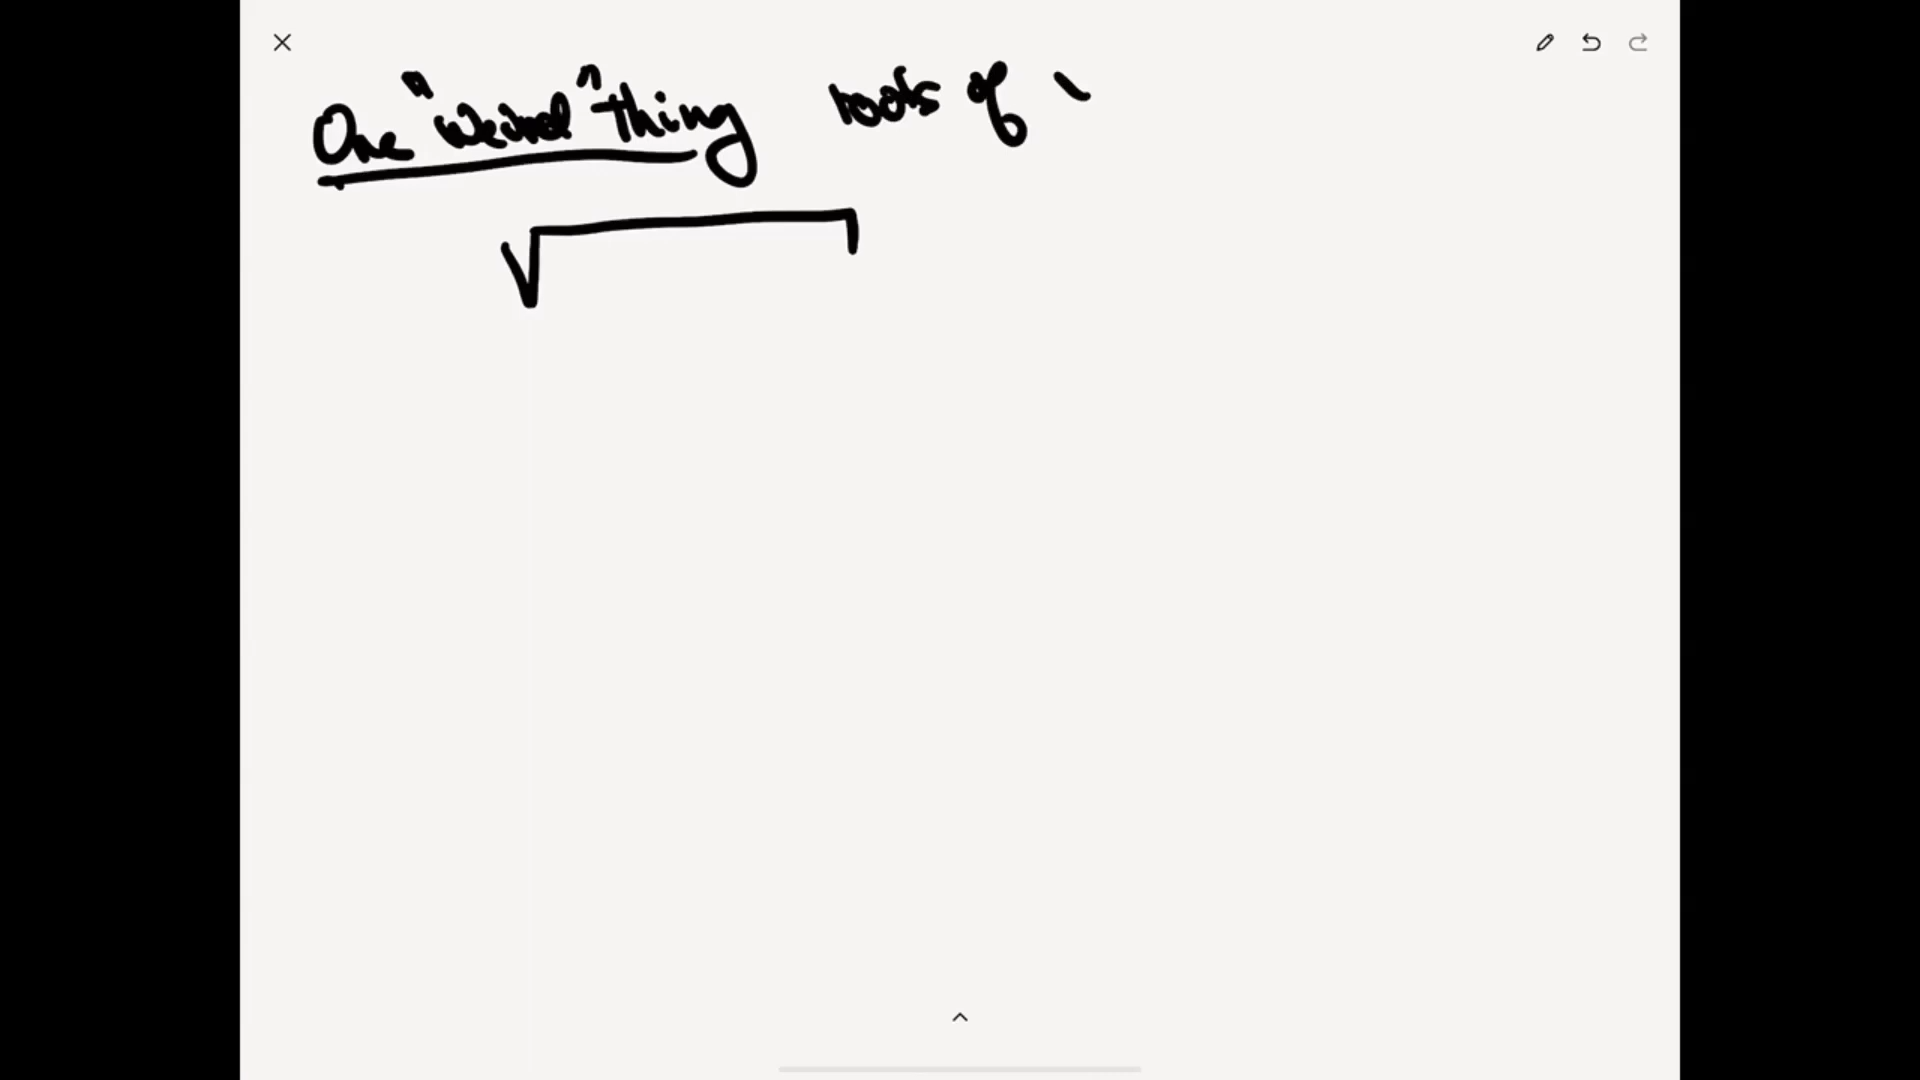 One "Weird" thing roots of
√